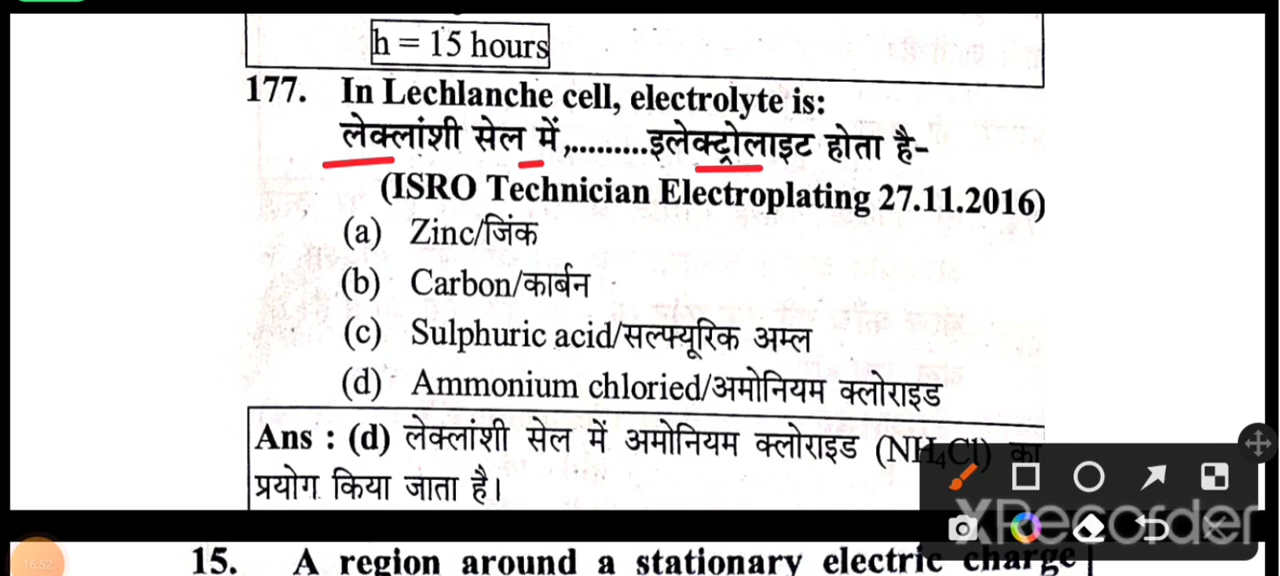 h = 15 hours
177. In Lechlanche cell, electrolyte is:
लेक्लांशी सेल में,..........इलेक्ट्रोलाइट होता है–
(ISRO Technician Electroplating 27.11.2016)
(a) Zinc/जिंक
(b) Carbon/कार्बन
(c) Sulphuric acid/सल्फ्यूरिक अम्ल
(d) Ammonium chloried/अमोनियम क्लोराइड
Ans : (d) लेक्लांशी सेल में अमोनियम क्लोराइड (NH₄Cl) का
प्रयोग किया जाता है।
XRecorder
16:52
15. A region around a stationary electric charge